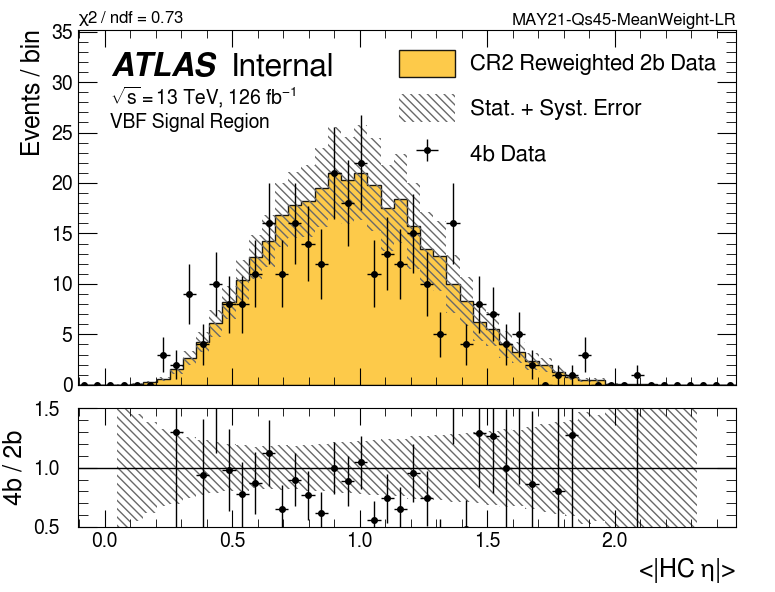 χ2 / ndf = 0.73
MAY21-Qs45-MeanWeight-LR
Events / bin
35
30
25
20
15
10
5
0
ATLAS Internal
√s = 13 TeV, 126 fb⁻¹
VBF Signal Region
CR2 Reweighted 2b Data
Stat. + Syst. Error
4b Data
4b / 2b
1.5
1.0
0.5
0.0 0.5 1.0 1.5 2.0
<|HC η|>